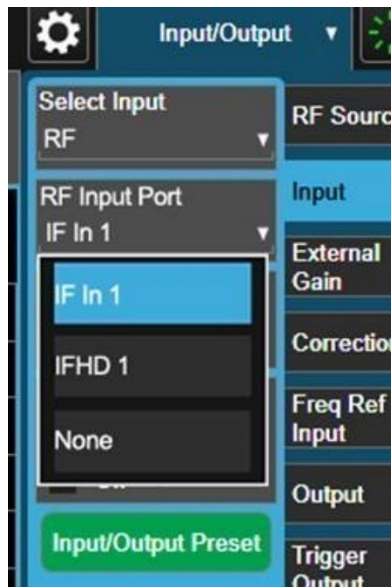 Input/Output
Select Input
RF
RF Input Port
IF In 1
IF In 1
IFHD 1
None
Input/Output Preset
RF Sourc
Input
External
Gain
Correction
Freq Ref
Input
Output
Trigger
Output